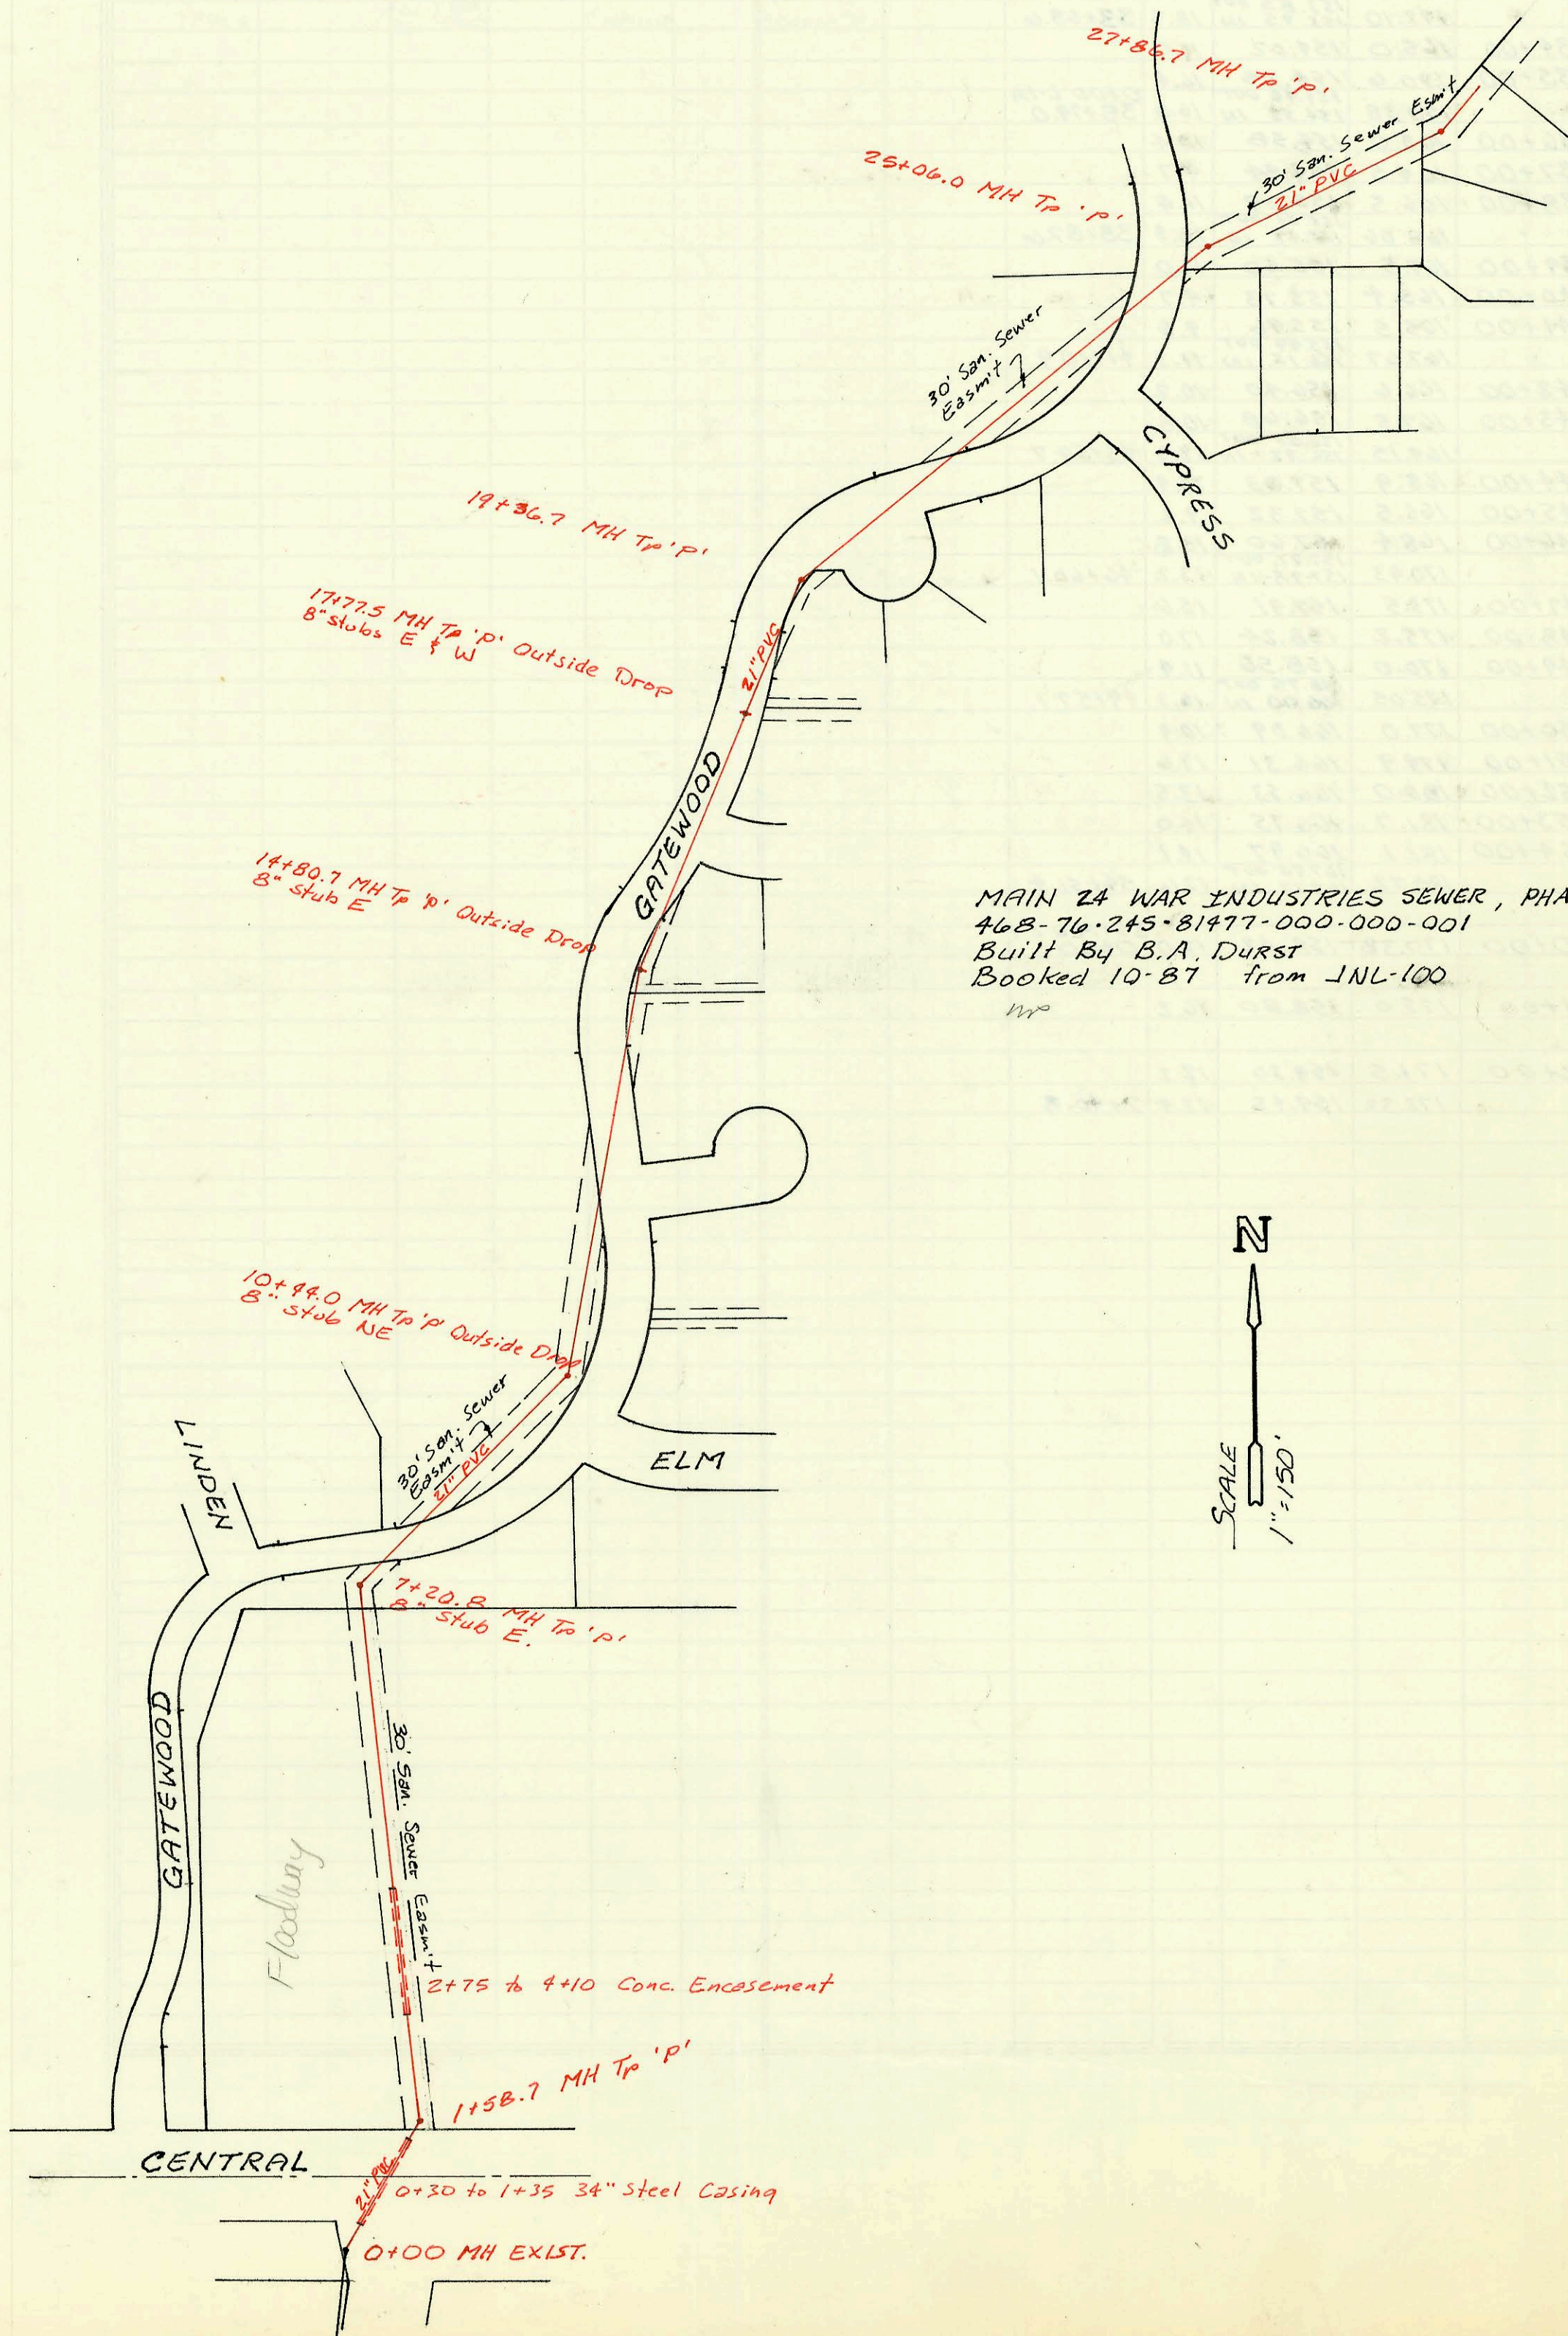 27+86.7 MH Tp 'P'
25+06.0 MH Tp 'P'
30' San. Sewer Esm't
21" PVC
30' San. Sewer
Easm't
CYPRESS
19+36.7 MH Tp 'P'
17+77.5 MH Tp 'P' Outside Drop
8" stubs E & W
21" PVC
GATEWOOD
14+80.7 MH Tp 'P' Outside Drop
8" stub E
MAIN 24 WAR INDUSTRIES SEWER, PHA
468-76-245-81477-000-000-001
Built By B.A. DURST
Booked 10-87 from JNL-100
N
SCALE
1"=150'
10+44.0 MH Tp 'P' Outside Drop
8" stub NE
30' San. Sewer
Easm't
21" PVC
LINDEN
ELM
7+20.8 MH Tp 'P'
8" Stub E.
GATEWOOD
30' San. Sewer Easm't
Floodway
2+75 to 4+10 Conc. Encasement
1+58.7 MH Tp 'P'
CENTRAL
21" PVC
0+30 to 1+35 34" Steel Casing
0+00 MH EXIST.